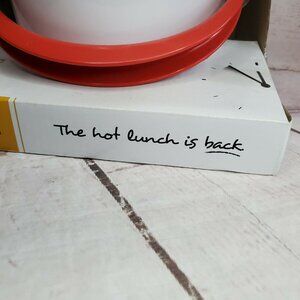 The hot lunch is back.